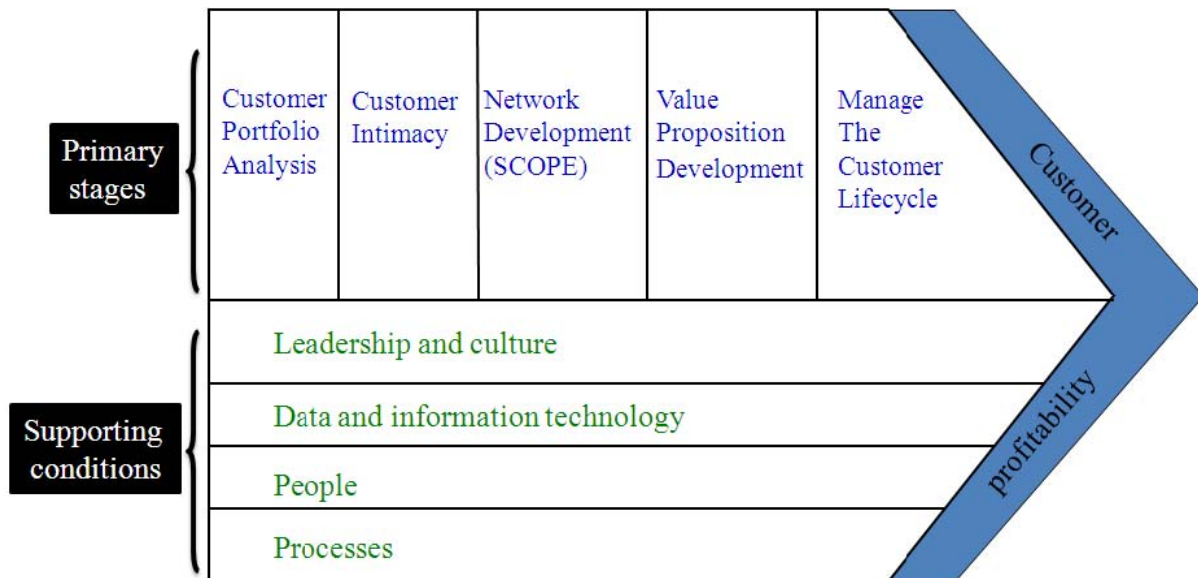 Primary
stages
Customer
Portfolio
Analysis
Customer
Intimacy
Network
Development
(SCOPE)
Value
Proposition
Development
Manage
The
Customer
Lifecycle
Customer
profitability
Supporting
conditions
Leadership and culture
Data and information technology
People
Processes